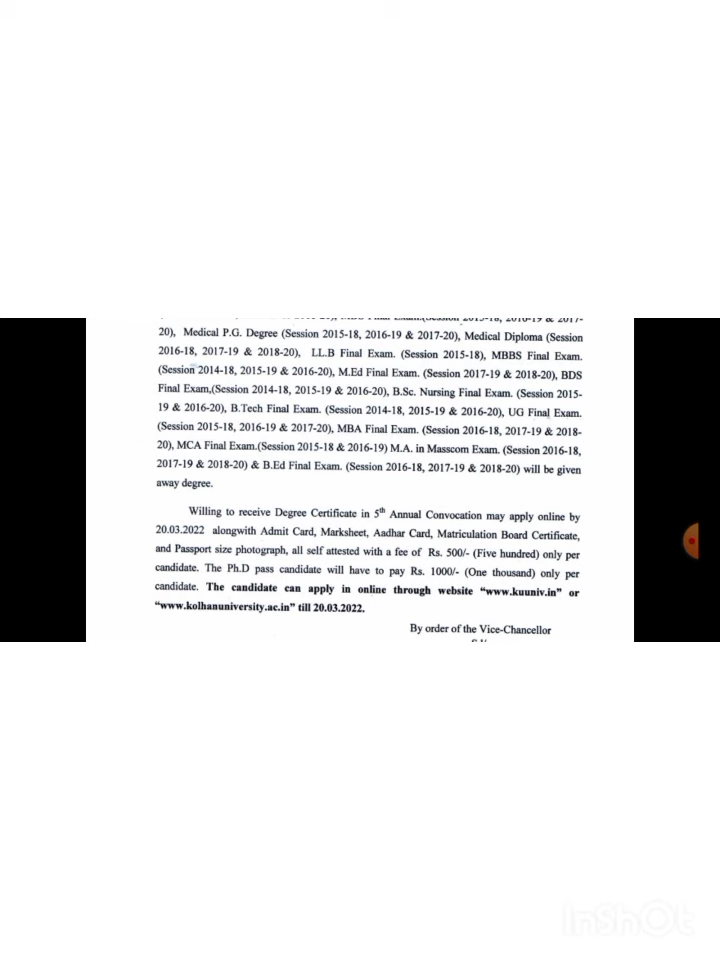 20), Medical P.G. Degree (Session 2015-18, 2016-19 & 2017-20), Medical Diploma (Session
2016-18, 2017-19 & 2018-20), LL.B Final Exam. (Session 2015-18), MBBS Final Exam.
(Session 2014-18, 2015-19 & 2016-20), M.Ed Final Exam. (Session 2017-19 & 2018-20), BDS
Final Exam,(Session 2014-18, 2015-19 & 2016-20), B.Sc. Nursing Final Exam. (Session 2015-
19 & 2016-20), B.Tech Final Exam. (Session 2014-18, 2015-19 & 2016-20), UG Final Exam.
(Session 2015-18, 2016-19 & 2017-20), MBA Final Exam. (Session 2016-18, 2017-19 & 2018-
20), MCA Final Exam.(Session 2015-18 & 2016-19) M.A. in Masscom Exam. (Session 2016-18,
2017-19 & 2018-20) & B.Ed Final Exam. (Session 2016-18, 2017-19 & 2018-20) will be given
away degree.
Willing to receive Degree Certificate in 5th Annual Convocation may apply online by
20.03.2022 alongwith Admit Card, Marksheet, Aadhar Card, Matriculation Board Certificate,
and Passport size photograph, all self attested with a fee of Rs. 500/- (Five hundred) only per
candidate. The Ph.D pass candidate will have to pay Rs. 1000/- (One thousand) only per
candidate. The candidate can apply in online through website "www.kuuniv.in" or
"www.kolhanuniversity.ac.in" till 20.03.2022.
By order of the Vice-Chancellor
InShOt